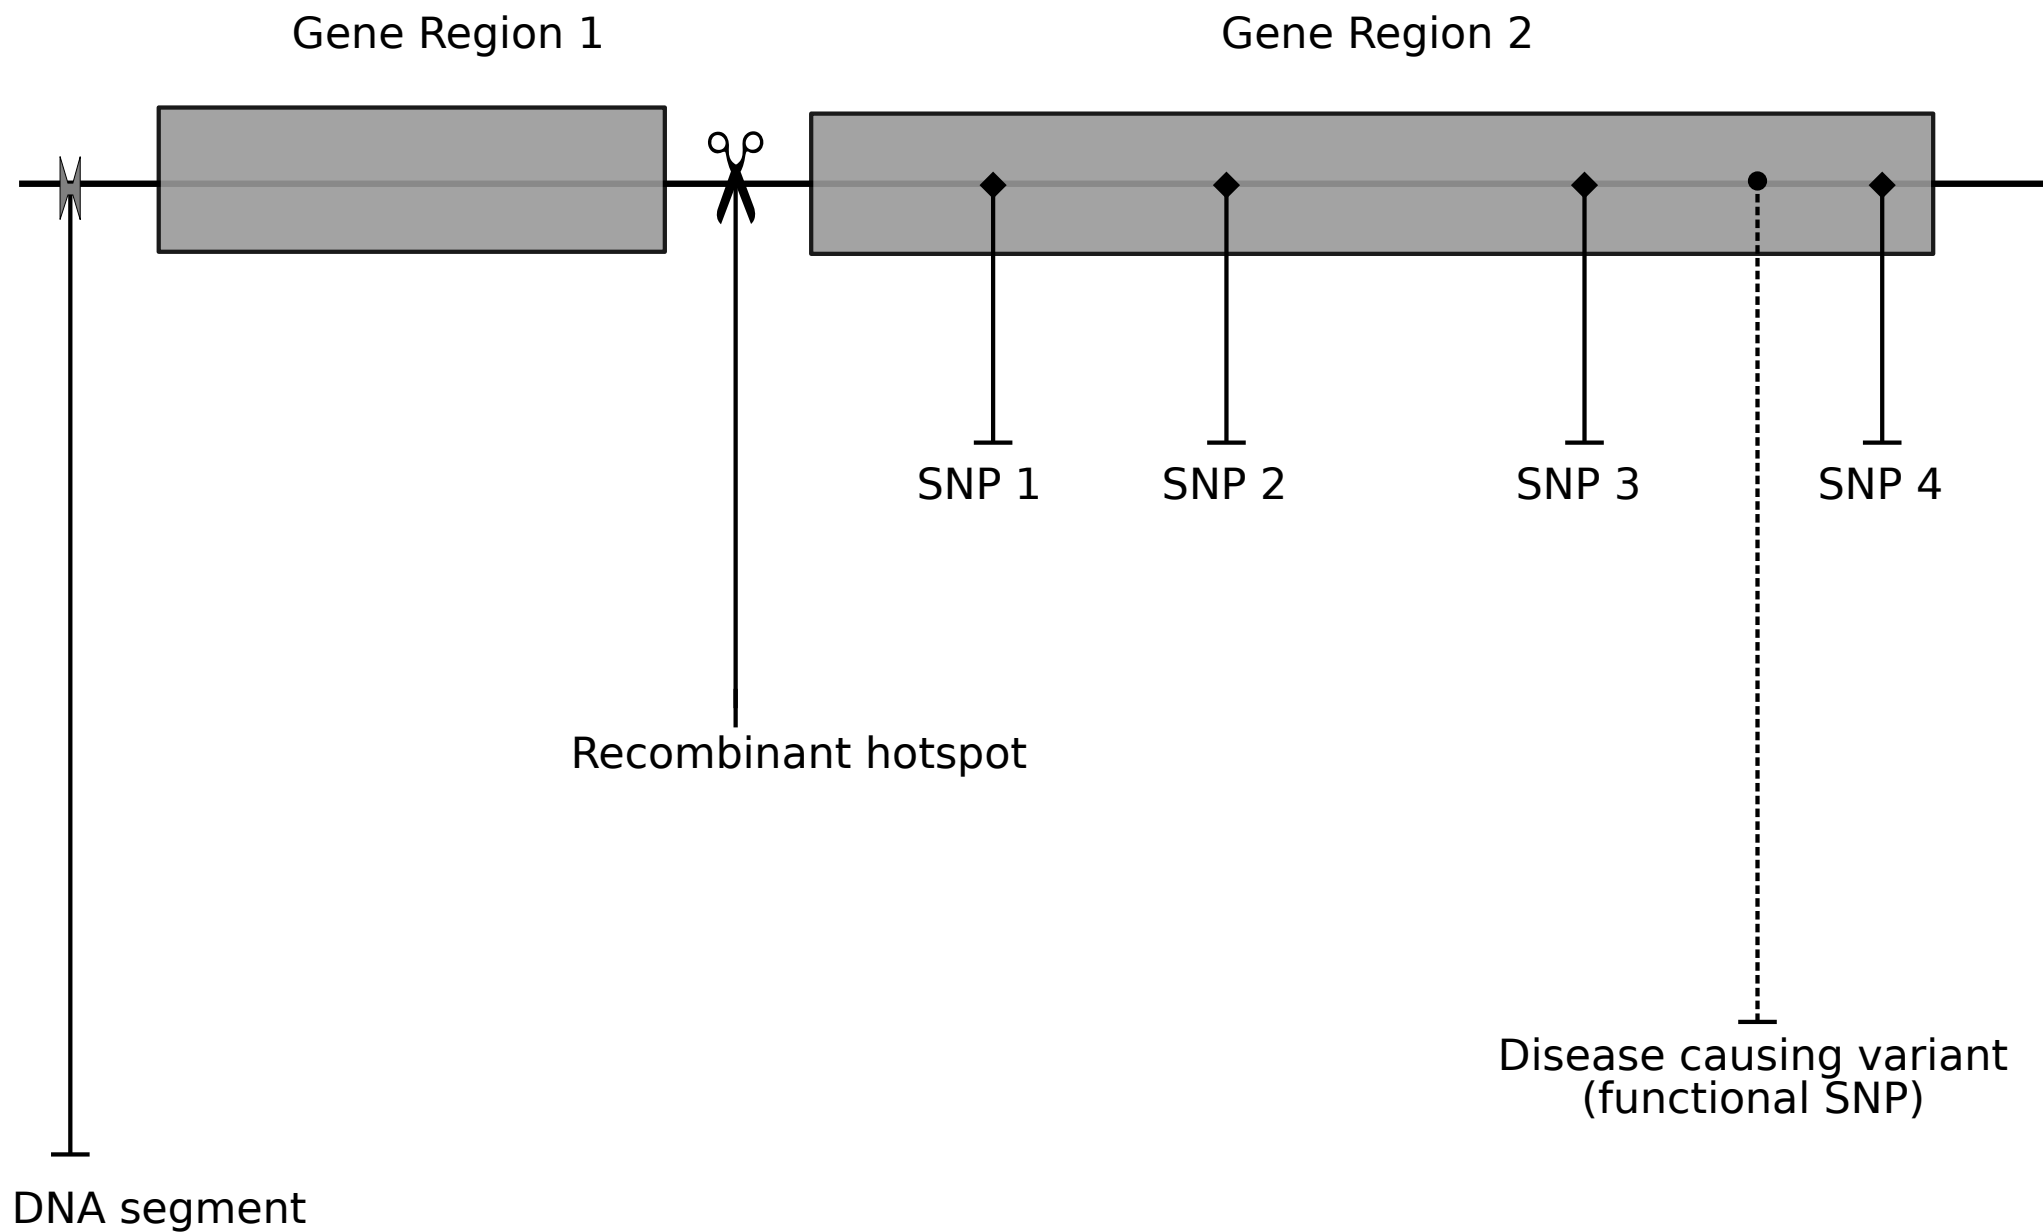 Gene Region 1
Gene Region 2
SNP 1
SNP 2
SNP 3
SNP 4
Recombinant hotspot
Disease causing variant
(functional SNP)
DNA segment